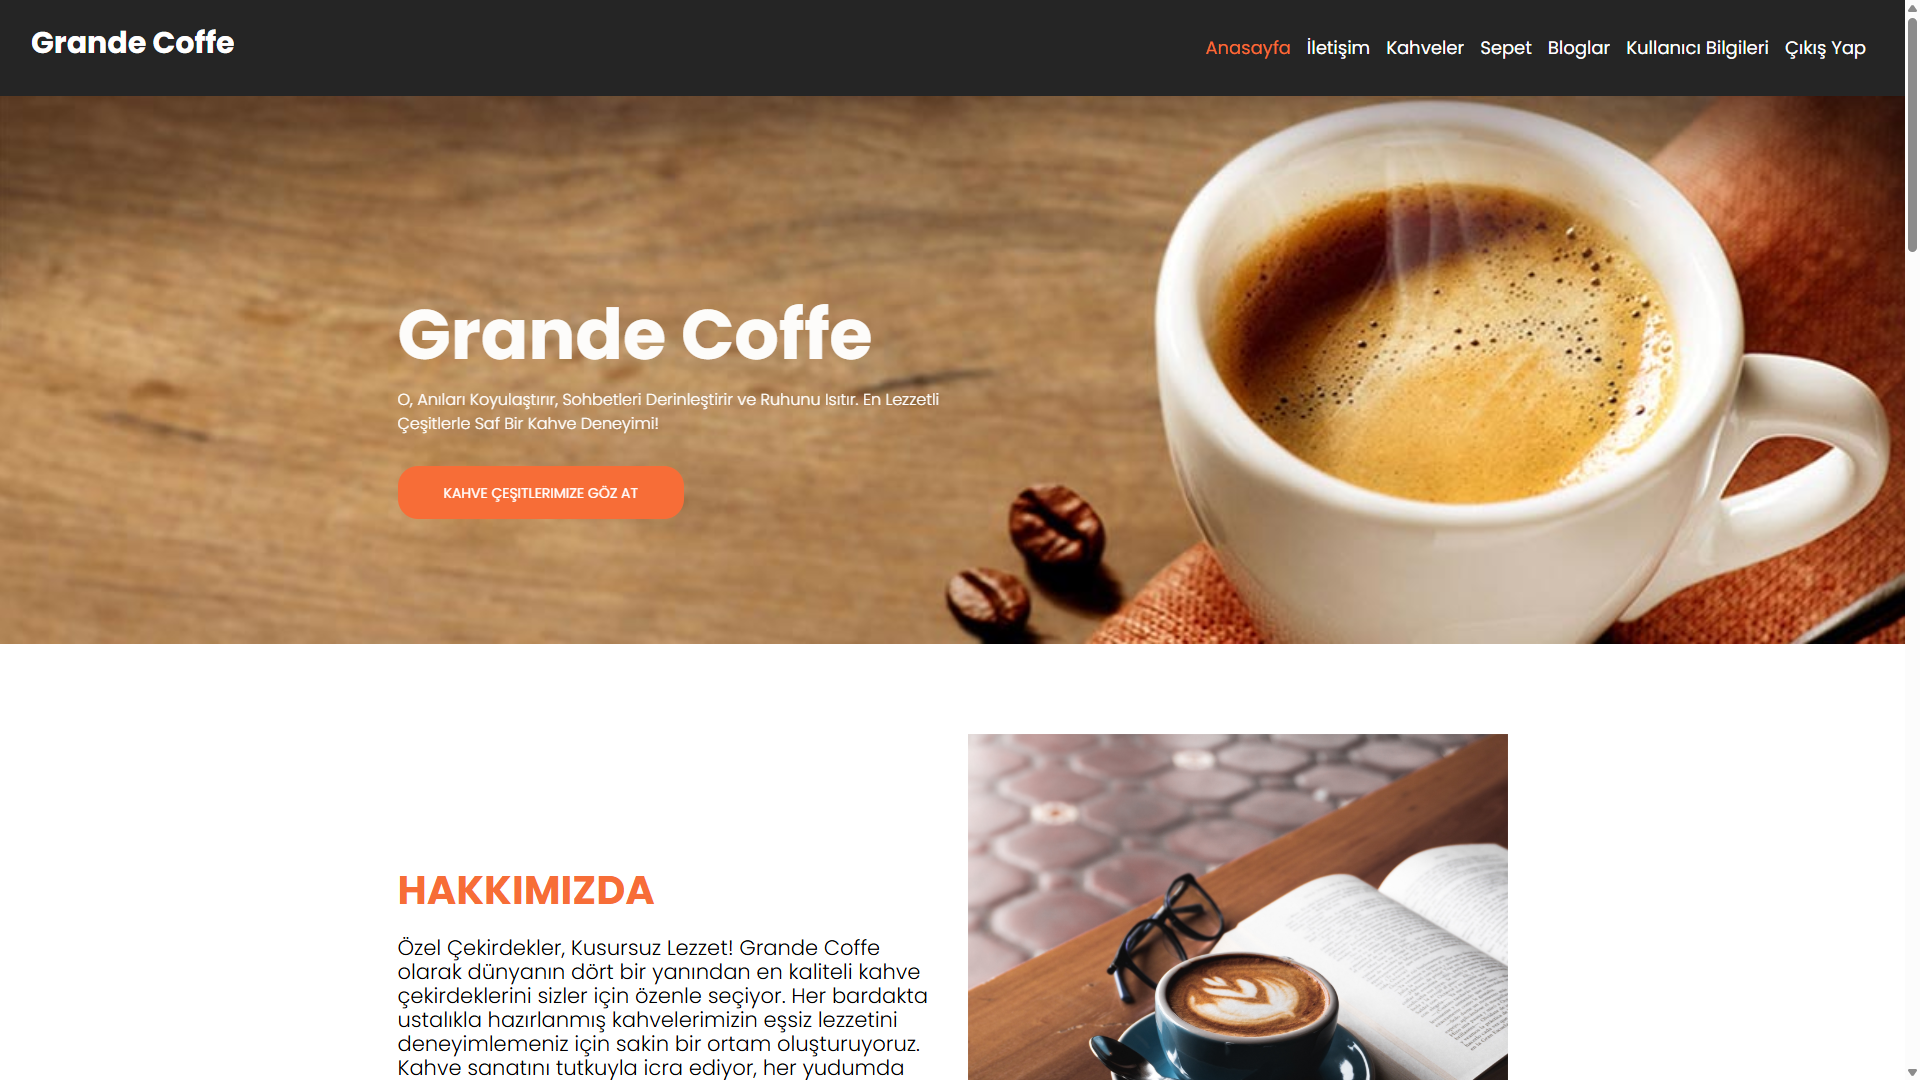 Grande Coffe
Anasayfa İletişim Kahveler Sepet Bloglar Kullanıcı Bilgileri Çıkış Yap
Grande Coffe
O, Anıları Koyulaştırır, Sohbetleri Derinleştirir ve Ruhunu Isıtır. En Lezzetli
Çeşitlerle Saf Bir Kahve Deneyimi!
KAHVE ÇEŞITLERIMIZE GÖZ AT
HAKKIMIZDA
Özel Çekirdekler, Kusursuz Lezzet! Grande Coffe
olarak dünyanın dört bir yanından en kaliteli kahve
çekirdeklerini sizler için özenle seçiyor. Her bardakta
ustalıkla hazırlanmış kahvelerimizin eşsiz lezzetini
deneyimlemeniz için sakin bir ortam oluşturuyoruz.
Kahve sanatını tutkuyla icra ediyor, her yudumda